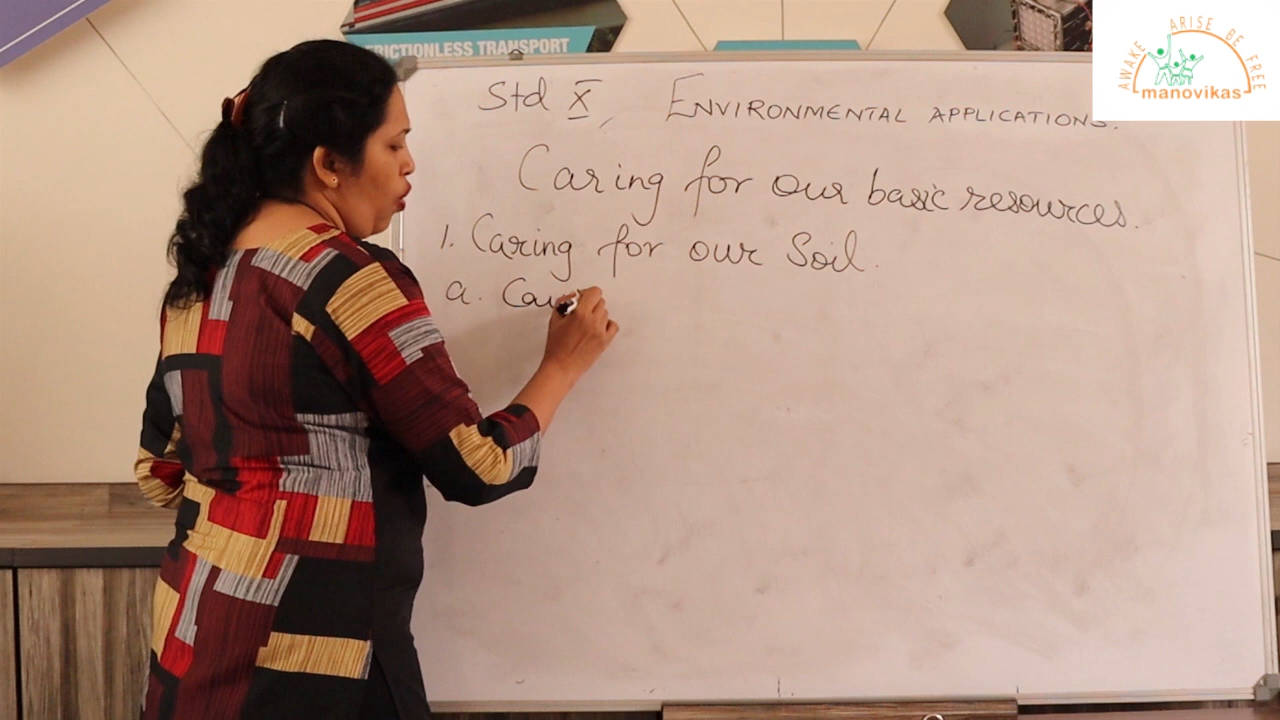 FRICTIONLESS TRANSPORT
AWAKE ARISE BE FREE
manovikas
Std X, ENVIRONMENTAL APPLICATIONS.
Caring for our basic resources.
1. Caring for our Soil.
a.